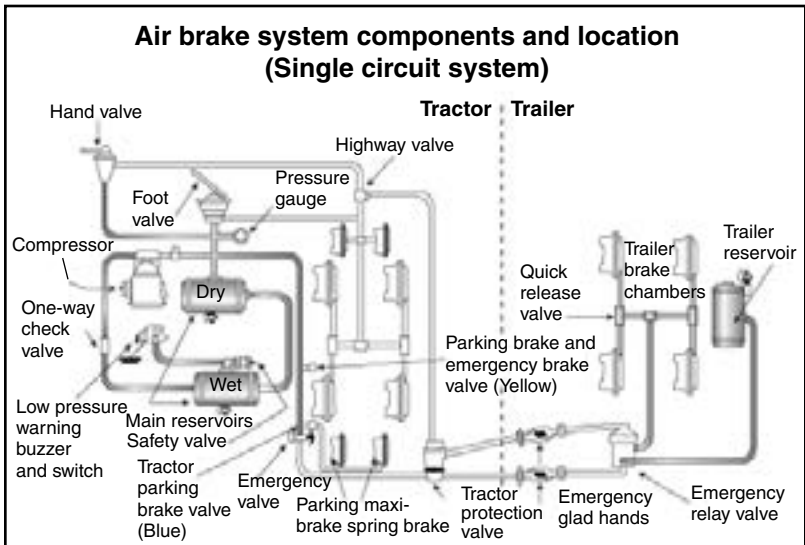 Air brake system components and location
(Single circuit system)
Tractor
Trailer
Hand valve
Highway valve
Foot
valve
Pressure
gauge
Compressor
Dry
One-way
check
valve
Wet
Low pressure
warning
buzzer
and switch
Main reservoirs
Safety valve
Tractor
parking
brake valve
(Blue)
Emergency
valve
Parking maxi-
brake spring brake
Parking brake and
emergency brake
valve (Yellow)
Quick
release
valve
Trailer
brake
chambers
Trailer
reservoir
Tractor
protection
valve
Emergency
glad hands
Emergency
relay valve